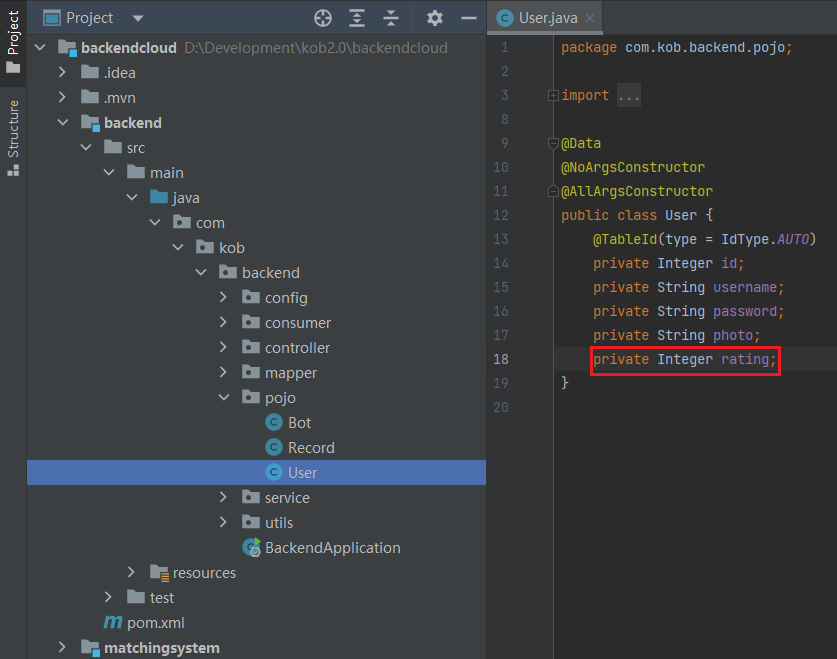 Project
Structure
Project
backendcloud D:\Development\kob2.0\backendcloud
.idea
.mvn
backend
src
main
java
com
kob
backend
config
consumer
controller
mapper
pojo
Bot
Record
User
service
utils
BackendApplication
resources
test
pom.xml
matchingsystem
User.java
1 package com.kob.backend.pojo;
2
3 import ...
8
9 @Data
10 @NoArgsConstructor
11 @AllArgsConstructor
12 public class User {
13 @TableId(type = IdType.AUTO)
14 private Integer id;
15 private String username;
16 private String password;
17 private String photo;
18 private Integer rating;
19 }
20